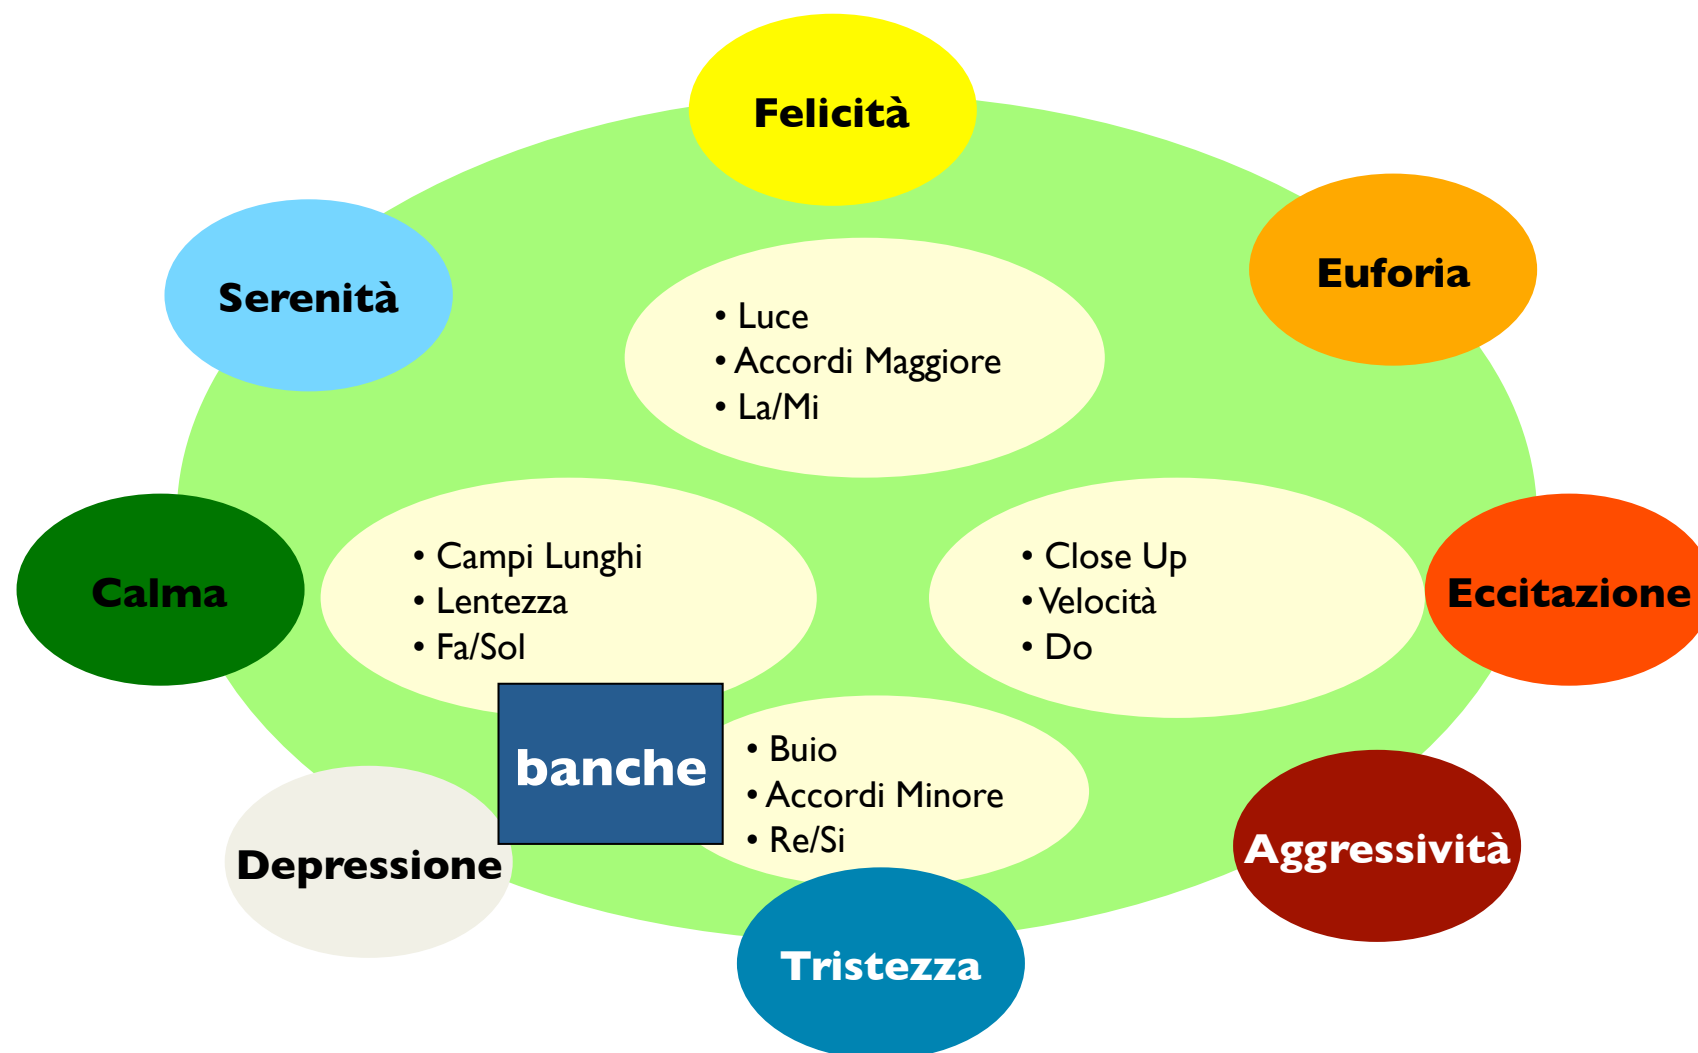 Felicità
Euforia
Serenità
• Luce
• Accordi Maggiore
• La/Mi
• Campi Lunghi
• Lentezza
• Fa/Sol
• Close Up
• Velocità
• Do
Calma
Eccitazione
banche
• Buio
• Accordi Minore
• Re/Si
Depressione
Aggressività
Tristezza